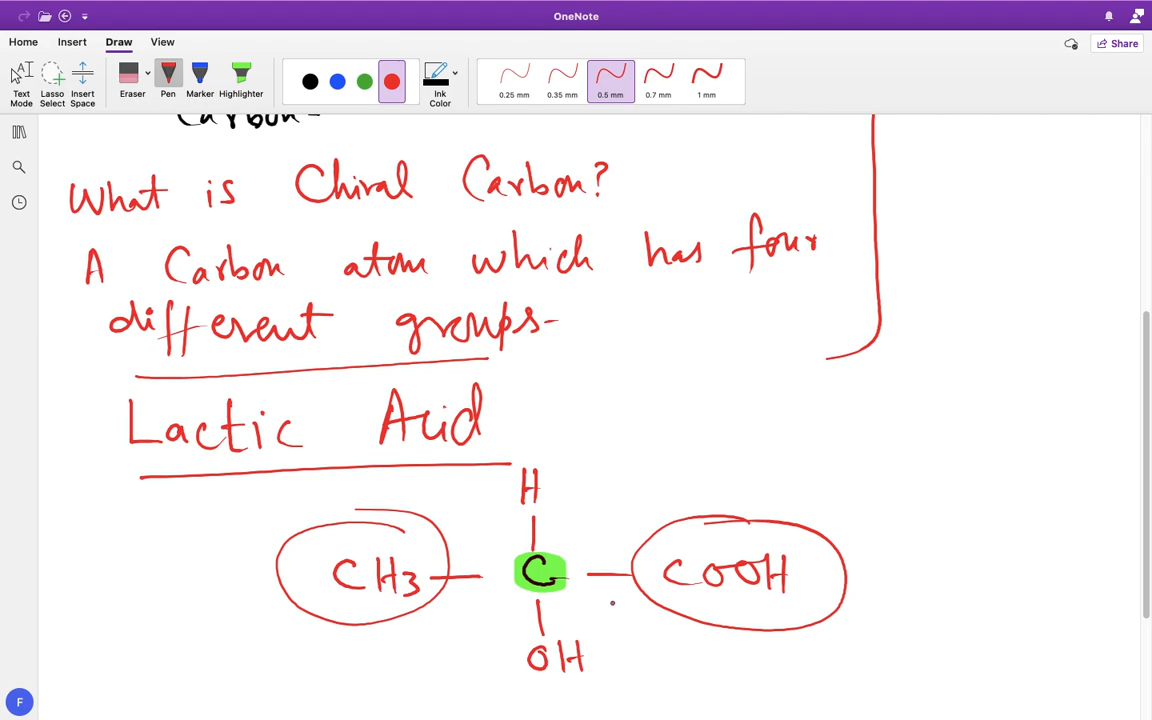 OneNote
Home Insert Draw View
Share
Text Mode
Lasso Select
Insert Space
Eraser
Pen
Marker
Highlighter
Ink Color
0.25 mm
0.35 mm
0.5 mm
0.7 mm
1 mm
Carbon-
What is Chiral Carbon?
A Carbon atom which has four
different groups-
Lactic Acid
H
CH3 — C — COOH
OH
F